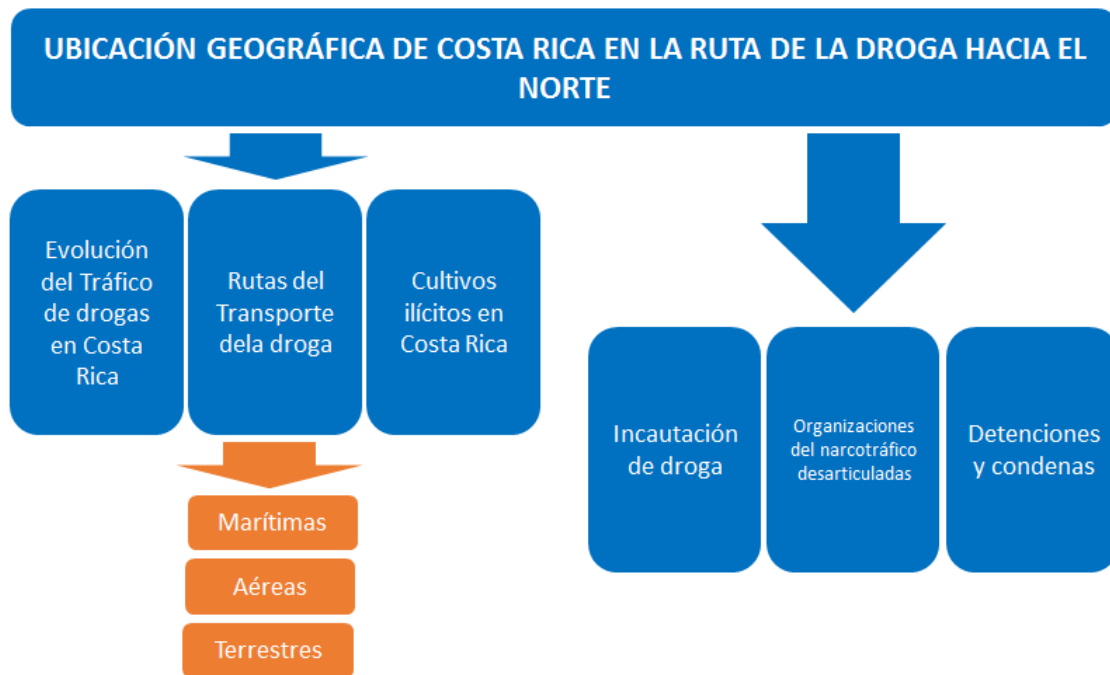 UBICACIÓN GEOGRÁFICA DE COSTA RICA EN LA RUTA DE LA DROGA HACIA EL
NORTE
Evolución
del Tráfico
de drogas
en Costa
Rica
Rutas del
Transporte
dela droga
Cultivos
ilícitos en
Costa Rica
Marítimas
Aéreas
Terrestres
Incautación
de droga
Organizaciones
del narcotráfico
desarticuladas
Detenciones
y condenas